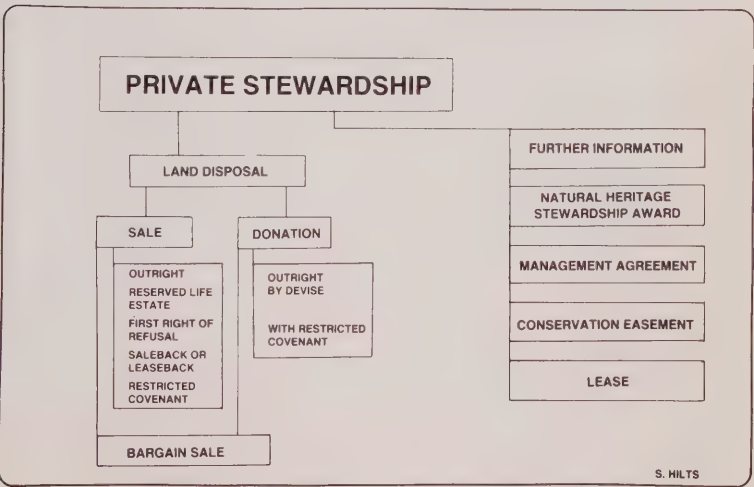 PRIVATE STEWARDSHIP
LAND DISPOSAL
SALE
OUTRIGHT
RESERVED LIFE
ESTATE
FIRST RIGHT OF
REFUSAL
SALEBACK OR
LEASEBACK
RESTRICTED
COVENANT
DONATION
OUTRIGHT
BY DEVISE
WITH RESTRICTED
COVENANT
BARGAIN SALE
FURTHER INFORMATION
NATURAL HERITAGE
STEWARDSHIP AWARD
MANAGEMENT AGREEMENT
CONSERVATION EASEMENT
LEASE
S. HILTS